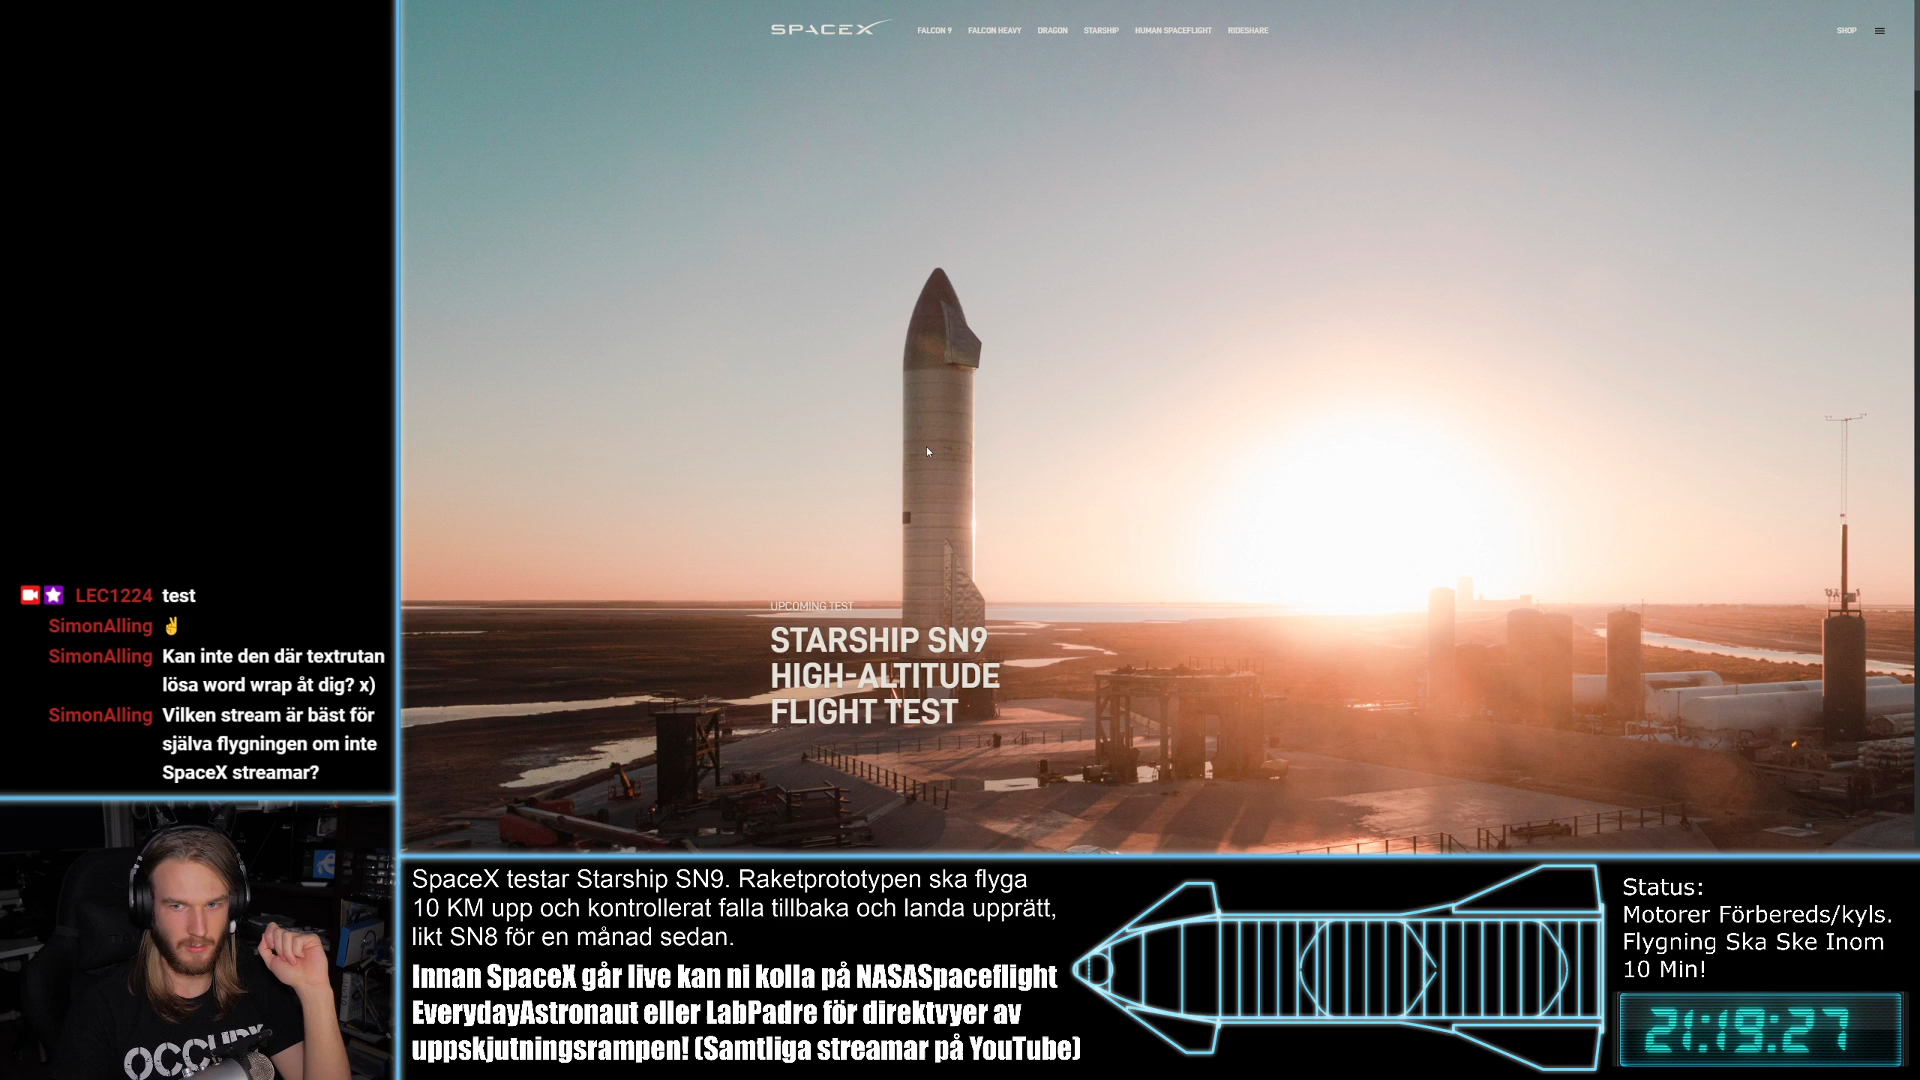 SPACEX
FALCON 9 FALCON HEAVY DRAGON STARSHIP HUMAN SPACEFLIGHT RIDESHARE SHOP
UPCOMING TEST
STARSHIP SN9
HIGH-ALTITUDE
FLIGHT TEST
LEC1224 test
SimonAlling ✌
SimonAlling Kan inte den där textrutan
lösa word wrap åt dig? x)
SimonAlling Vilken stream är bäst för
själva flygningen om inte
SpaceX streamar?
SpaceX testar Starship SN9. Raketprototypen ska flyga
10 KM upp och kontrollerat falla tillbaka och landa upprätt,
likt SN8 för en månad sedan.
Innan SpaceX går live kan ni kolla på NASASpaceflight
EverydayAstronaut eller LabPadre för direktvyer av
uppskjutningsrampen! (Samtliga streamar på YouTube)
Status:
Motorer Förbereds/kyls.
Flygning Ska Ske Inom
10 Min!
21:19:27